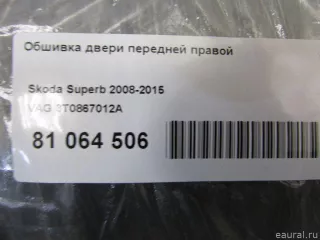 Обшивка двери передней правой
Skoda Superb 2008-2015
VAG 3T0867012A
81 064 506
eaural.ru